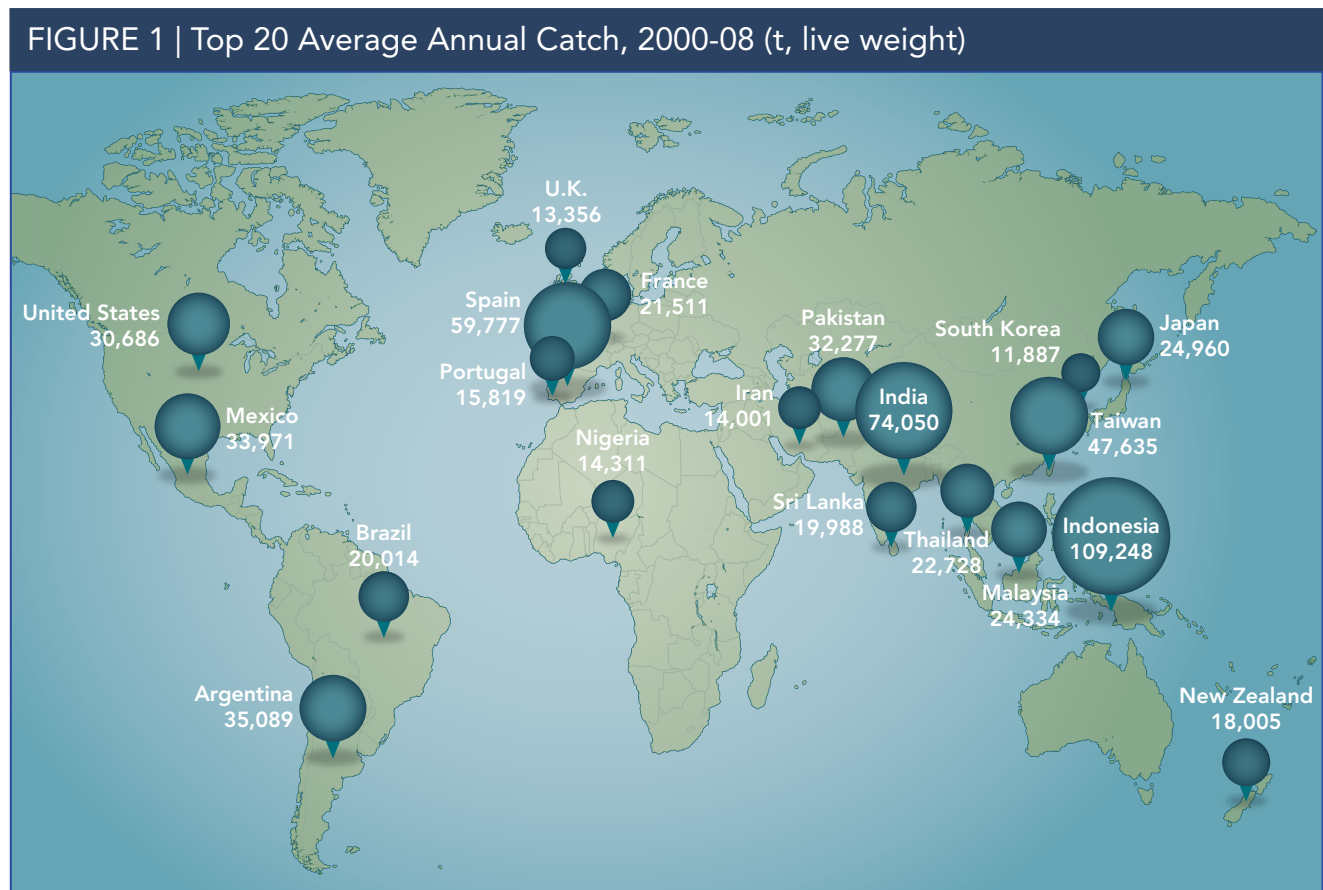 FIGURE 1 | Top 20 Average Annual Catch, 2000-08 (t, live weight)
U.K.
13,356
France
21,511
Spain
59,777
Portugal
15,819
United States
30,686
Mexico
33,971
Pakistan
32,277
South Korea
11,887
Japan
24,960
Iran
14,001
India
74,050
Taiwan
47,635
Nigeria
14,311
Sri Lanka
19,988
Thailand
22,728
Indonesia
109,248
Malaysia
24,334
Brazil
20,014
Argentina
35,089
New Zealand
18,005